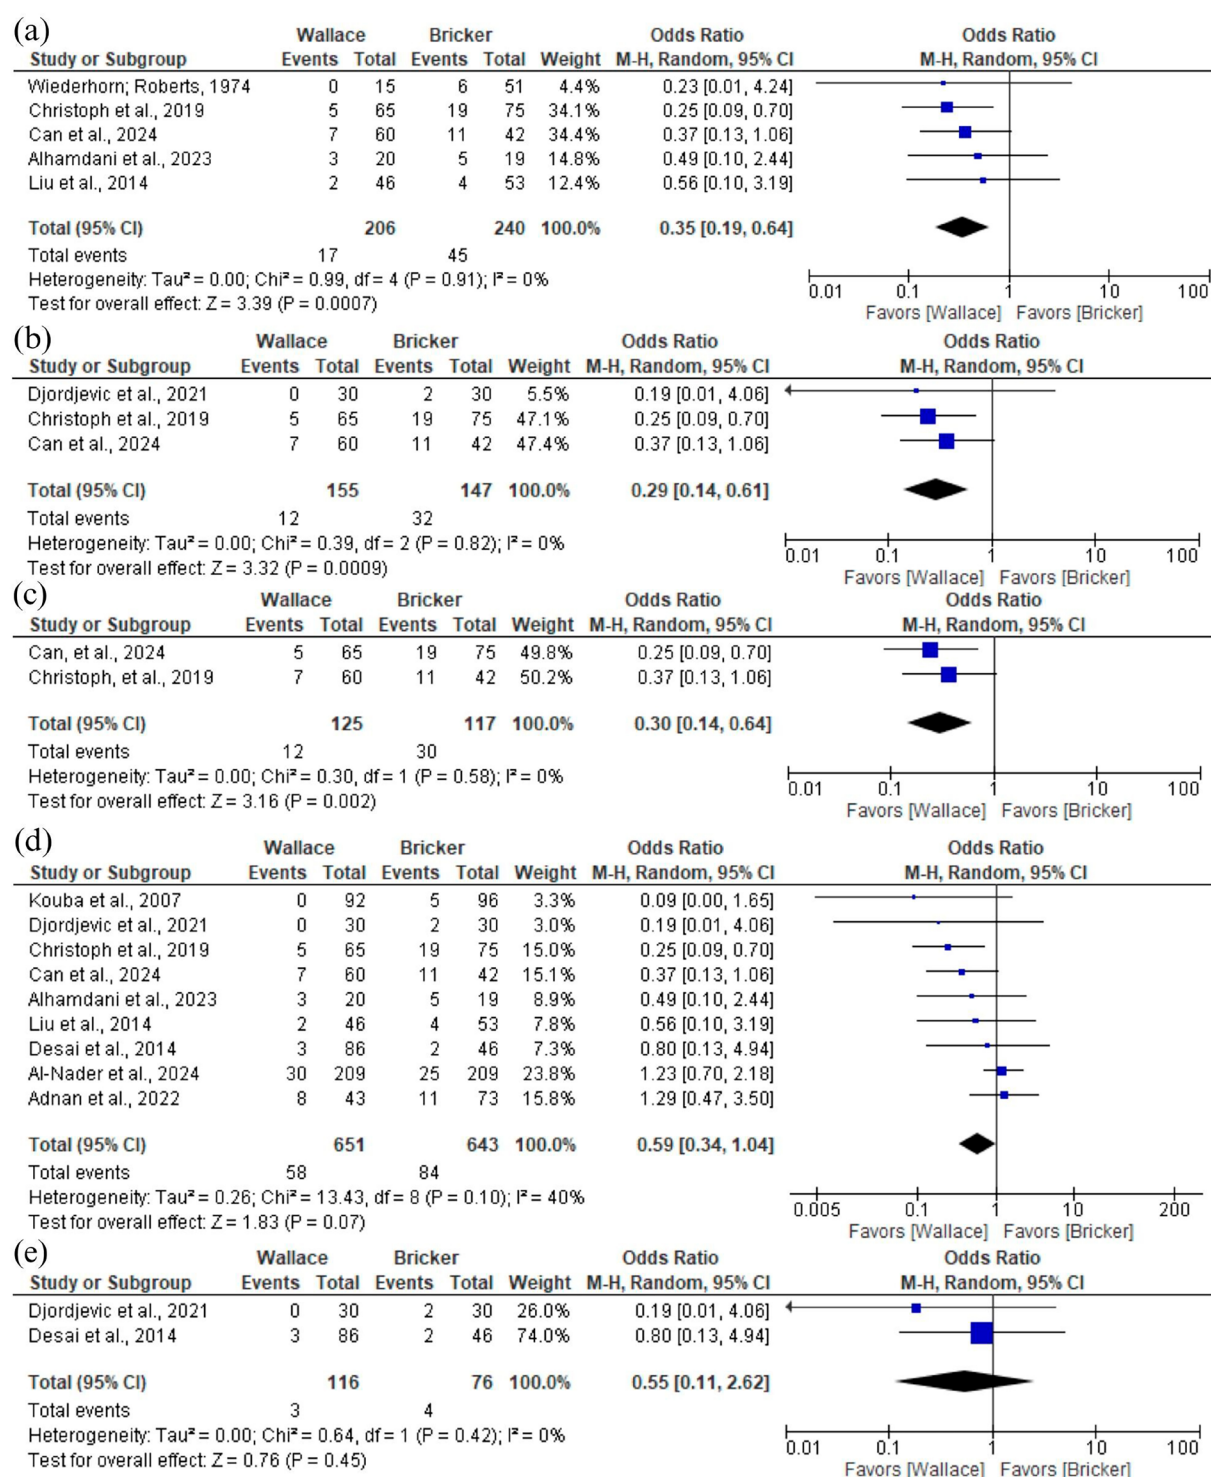 (a)
Wallace Bricker Odds Ratio Odds Ratio
Study or Subgroup Events Total Events Total Weight M-H, Random, 95% CI M-H, Random, 95% CI
Wiederhorn; Roberts, 1974 0 15 6 51 4.4% 0.23 [0.01, 4.24]
Christoph et al., 2019 5 65 19 75 34.1% 0.25 [0.09, 0.70]
Can et al., 2024 7 60 11 42 34.4% 0.37 [0.13, 1.06]
Alhamdani et al., 2023 3 20 5 19 14.8% 0.49 [0.10, 2.44]
Liu et al., 2014 2 46 4 53 12.4% 0.56 [0.10, 3.19]
Total (95% CI) 206 240 100.0% 0.35 [0.19, 0.64]
Total events 17 45
Heterogeneity: Tau² = 0.00; Chi² = 0.99, df = 4 (P = 0.91); I² = 0%
Test for overall effect: Z = 3.39 (P = 0.0007)
0.01 0.1 1 10 100
Favors [Wallace] Favors [Bricker]
(b)
Wallace Bricker Odds Ratio Odds Ratio
Study or Subgroup Events Total Events Total Weight M-H, Random, 95% CI M-H, Random, 95% CI
Djordjevic et al., 2021 0 30 2 30 5.5% 0.19 [0.01, 4.06]
Christoph et al., 2019 5 65 19 75 47.1% 0.25 [0.09, 0.70]
Can et al., 2024 7 60 11 42 47.4% 0.37 [0.13, 1.06]
Total (95% CI) 155 147 100.0% 0.29 [0.14, 0.61]
Total events 12 32
Heterogeneity: Tau² = 0.00; Chi² = 0.39, df = 2 (P = 0.82); I² = 0%
Test for overall effect: Z = 3.32 (P = 0.0009)
0.01 0.1 1 10 100
Favors [Wallace] Favors [Bricker]
(c)
Wallace Bricker Odds Ratio Odds Ratio
Study or Subgroup Events Total Events Total Weight M-H, Random, 95% CI M-H, Random, 95% CI
Can, et al., 2024 5 65 19 75 49.8% 0.25 [0.09, 0.70]
Christoph, et al., 2019 7 60 11 42 50.2% 0.37 [0.13, 1.06]
Total (95% CI) 125 117 100.0% 0.30 [0.14, 0.64]
Total events 12 30
Heterogeneity: Tau² = 0.00; Chi² = 0.30, df = 1 (P = 0.58); I² = 0%
Test for overall effect: Z = 3.16 (P = 0.002)
0.01 0.1 1 10 100
Favors [Wallace] Favors [Bricker]
(d)
Wallace Bricker Odds Ratio Odds Ratio
Study or Subgroup Events Total Events Total Weight M-H, Random, 95% CI M-H, Random, 95% CI
Kouba et al., 2007 0 92 5 96 3.3% 0.09 [0.00, 1.65]
Djordjevic et al., 2021 0 30 2 30 3.0% 0.19 [0.01, 4.06]
Christoph et al., 2019 5 65 19 75 15.0% 0.25 [0.09, 0.70]
Can et al., 2024 7 60 11 42 15.1% 0.37 [0.13, 1.06]
Alhamdani et al., 2023 3 20 5 19 8.9% 0.49 [0.10, 2.44]
Liu et al., 2014 2 46 4 53 7.8% 0.56 [0.10, 3.19]
Desai et al., 2014 3 86 2 46 7.3% 0.80 [0.13, 4.94]
Al-Nader et al., 2024 30 209 25 209 23.8% 1.23 [0.70, 2.18]
Adnan et al., 2022 8 43 11 73 15.8% 1.29 [0.47, 3.50]
Total (95% CI) 651 643 100.0% 0.59 [0.34, 1.04]
Total events 58 84
Heterogeneity: Tau² = 0.26; Chi² = 13.43, df = 8 (P = 0.10); I² = 40%
Test for overall effect: Z = 1.83 (P = 0.07)
0.005 0.1 1 10 200
Favors [Wallace] Favors [Bricker]
(e)
Wallace Bricker Odds Ratio Odds Ratio
Study or Subgroup Events Total Events Total Weight M-H, Random, 95% CI M-H, Random, 95% CI
Djordjevic et al., 2021 0 30 2 30 26.0% 0.19 [0.01, 4.06]
Desai et al., 2014 3 86 2 46 74.0% 0.80 [0.13, 4.94]
Total (95% CI) 116 76 100.0% 0.55 [0.11, 2.62]
Total events 3 4
Heterogeneity: Tau² = 0.00; Chi² = 0.64, df = 1 (P = 0.42); I² = 0%
Test for overall effect: Z = 0.76 (P = 0.45)
0.01 0.1 1 10 100
Favors [Wallace] Favors [Bricker]